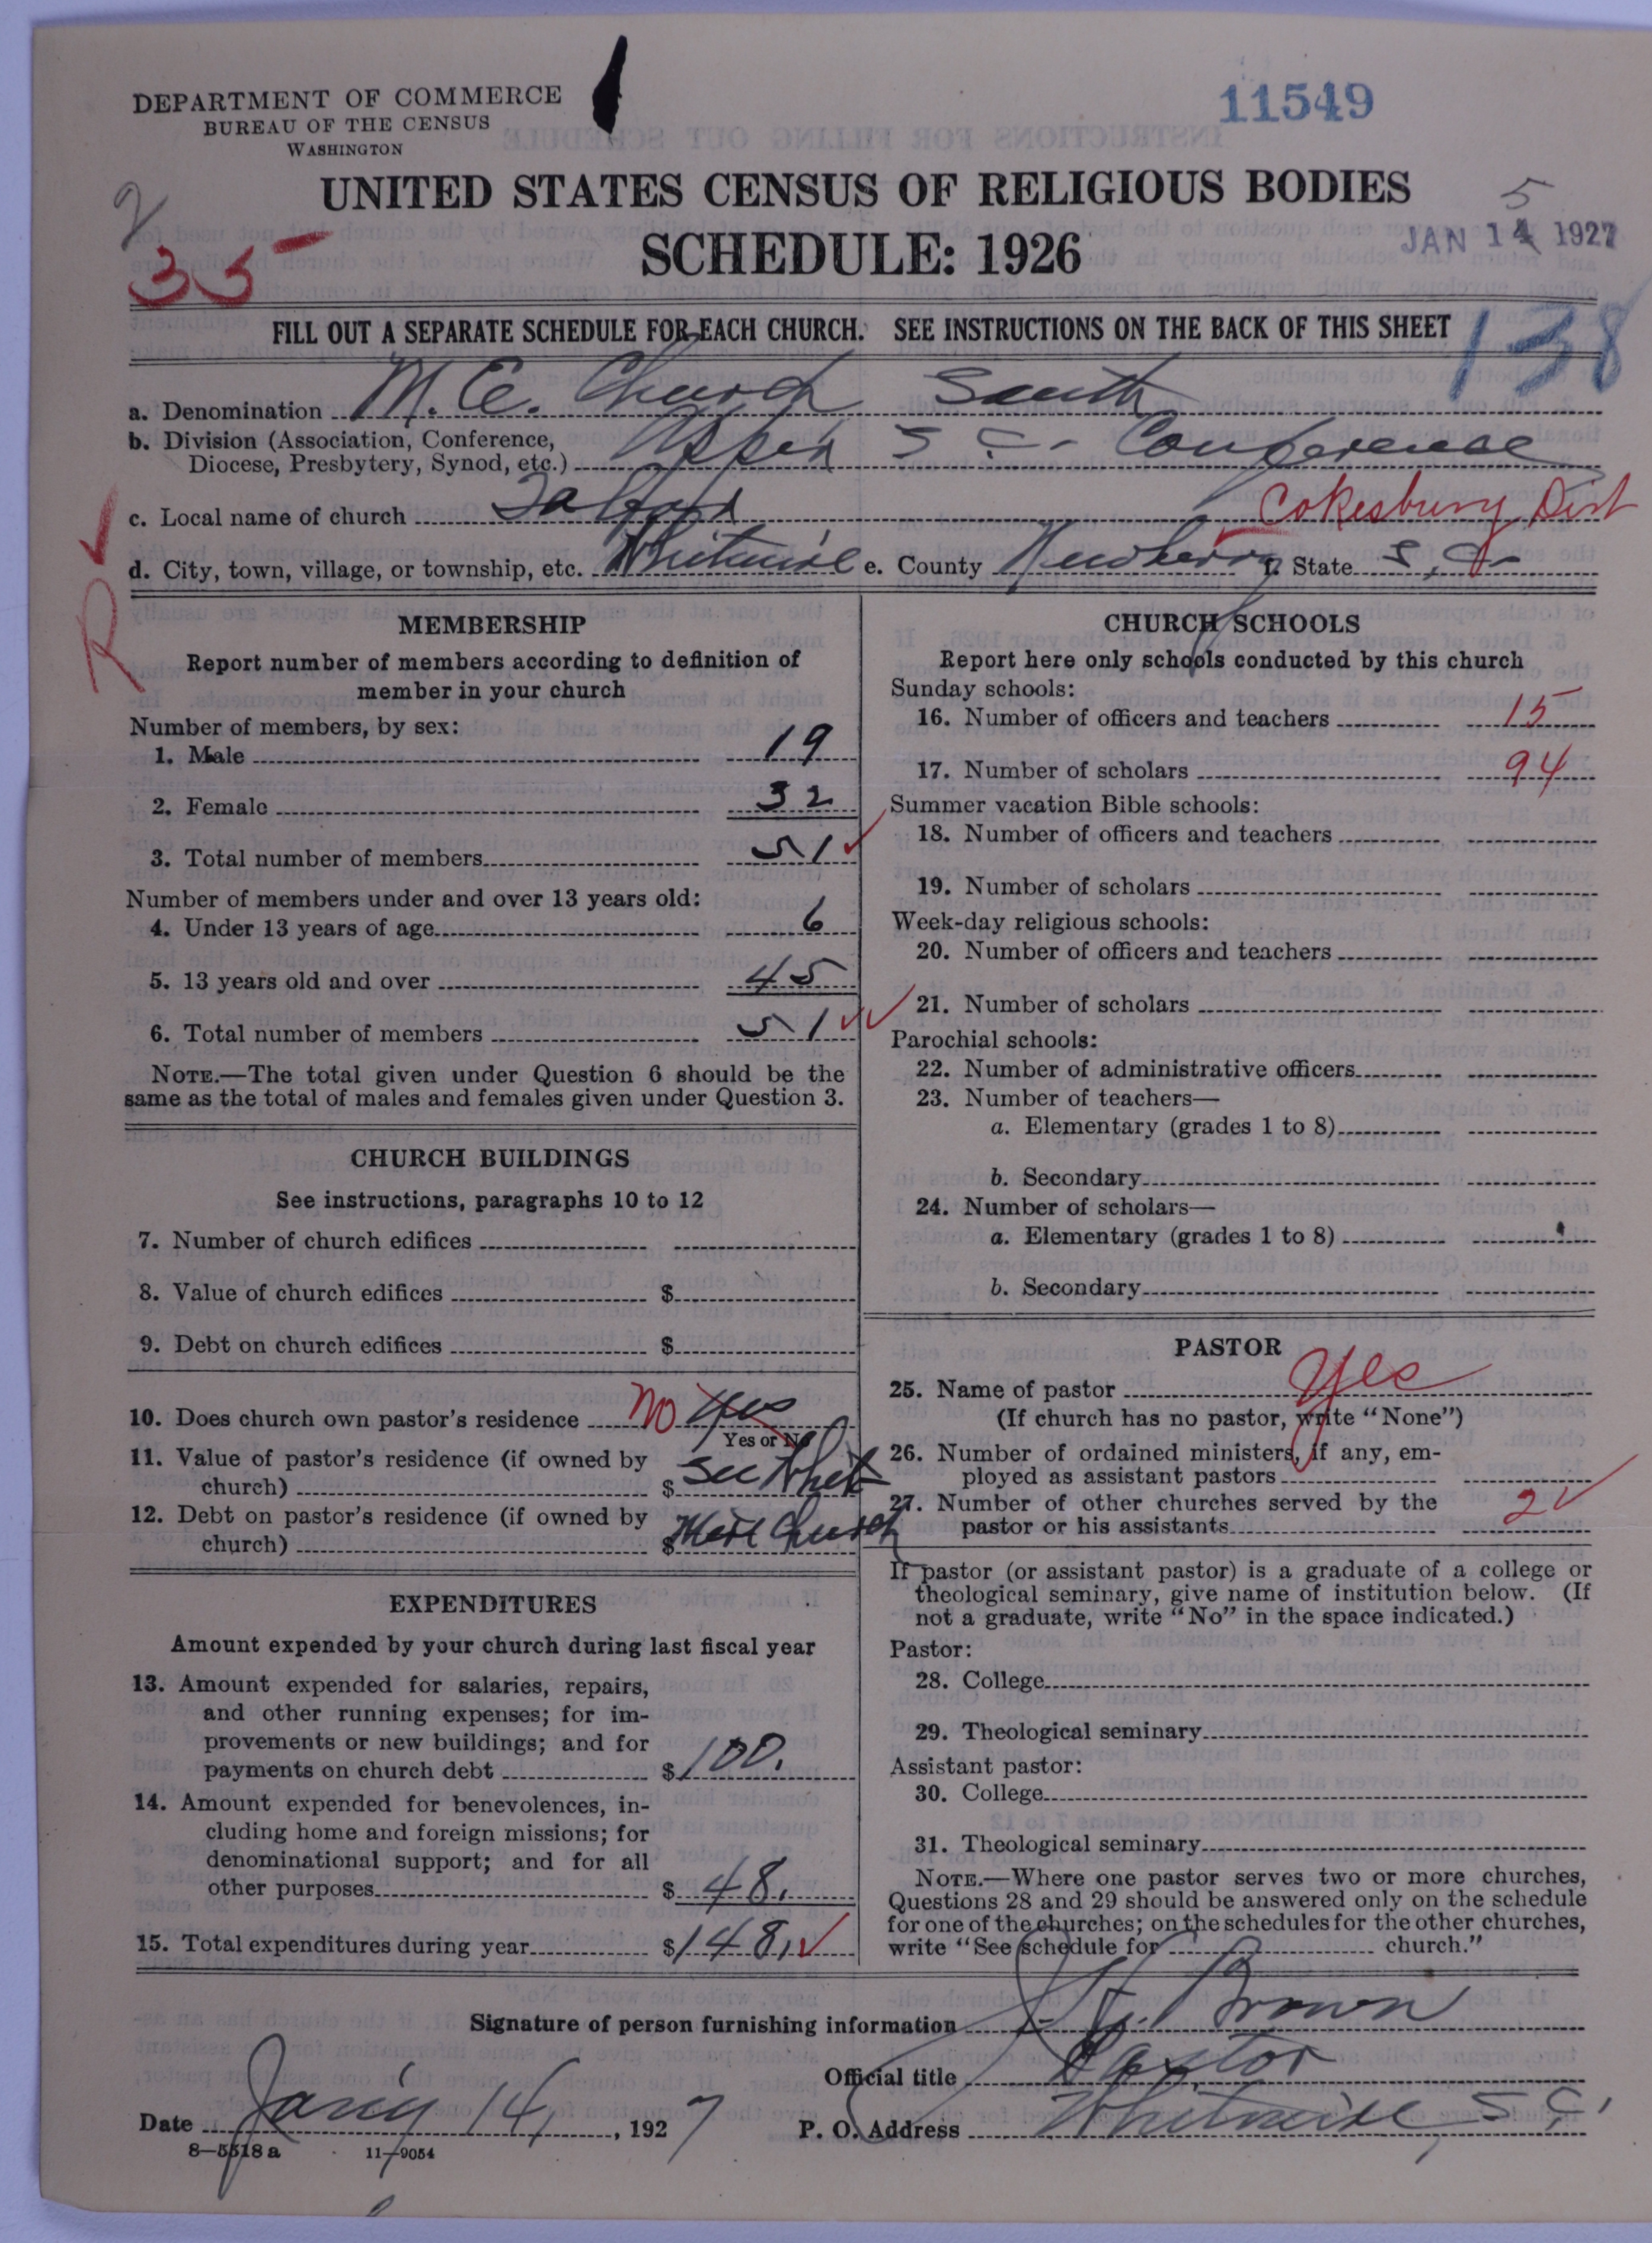 DEPARTMENT OF COMMERCE
BUREAU OF THE CENSUS
WASHINGTON
11549
UNITED STATES CENSUS OF RELIGIOUS BODIES
SCHEDULE: 1926
2
335
5
JAN 14 1927
FILL OUT A SEPARATE SCHEDULE FOR EACH CHURCH. SEE INSTRUCTIONS ON THE BACK OF THIS SHEET
138
a. Denomination M. E. Church South
b. Division (Association, Conference,
Diocese, Presbytery, Synod, etc.) Upper S C - Conference
c. Local name of church Cokesbury Dist
R
d. City, town, village, or township, etc. Whitmire e. County Newberry f. State S. C.
MEMBERSHIP
Report number of members according to definition of
member in your church
Number of members, by sex:
1. Male 19
2. Female 32
3. Total number of members 51
Number of members under and over 13 years old:
4. Under 13 years of age 6
5. 13 years old and over 45
6. Total number of members 51
NOTE.—The total given under Question 6 should be the
same as the total of males and females given under Question 3.
CHURCH BUILDINGS
See instructions, paragraphs 10 to 12
7. Number of church edifices
8. Value of church edifices $
9. Debt on church edifices $
10. Does church own pastor's residence No Yes
Yes or No
11. Value of pastor's residence (if owned by
church) $ See Whit
12. Debt on pastor's residence (if owned by
church) $ mire Church
EXPENDITURES
Amount expended by your church during last fiscal year
13. Amount expended for salaries, repairs,
and other running expenses; for im-
provements or new buildings; and for
payments on church debt $ 100.
14. Amount expended for benevolences, in-
cluding home and foreign missions; for
denominational support; and for all
other purposes $ 48.
15. Total expenditures during year $ 148.
CHURCH SCHOOLS
Report here only schools conducted by this church
Sunday schools:
16. Number of officers and teachers 15
17. Number of scholars 94
Summer vacation Bible schools:
18. Number of officers and teachers
19. Number of scholars
Week-day religious schools:
20. Number of officers and teachers
21. Number of scholars
Parochial schools:
22. Number of administrative officers
23. Number of teachers—
a. Elementary (grades 1 to 8)
b. Secondary
24. Number of scholars—
a. Elementary (grades 1 to 8)
b. Secondary
PASTOR
25. Name of pastor Yes
(If church has no pastor, write "None")
26. Number of ordained ministers, if any, em-
ployed as assistant pastors
27. Number of other churches served by the
pastor or his assistants 2
If pastor (or assistant pastor) is a graduate of a college or
theological seminary, give name of institution below. (If
not a graduate, write "No" in the space indicated.)
Pastor:
28. College
29. Theological seminary
Assistant pastor:
30. College
31. Theological seminary
NOTE.—Where one pastor serves two or more churches,
Questions 28 and 29 should be answered only on the schedule
for one of the churches; on the schedules for the other churches,
write "See schedule for church."
Signature of person furnishing information Brown
Official title Pastor
Date Jan'y 14, 1927 P. O. Address Whitmire, S. C.
8—5518 a 11—9054